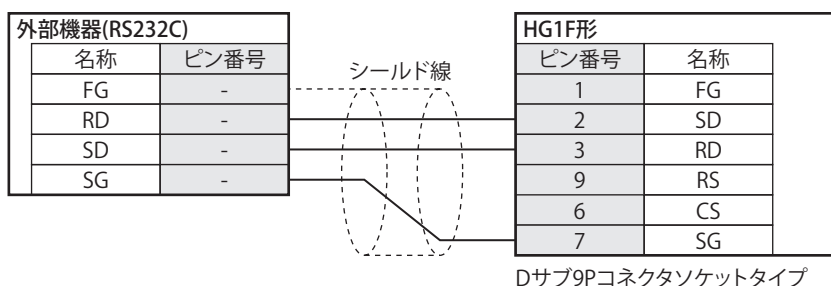 外部機器(RS232C)
名称 ピン番号
FG -
RD -
SD -
SG -
シールド線
HG1F形
ピン番号 名称
1 FG
2 SD
3 RD
9 RS
6 CS
7 SG
Dサブ9Pコネクタソケットタイプ